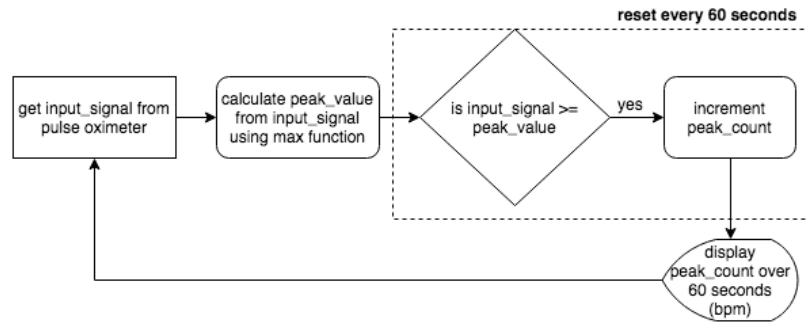 reset every 60 seconds
get input_signal from
pulse oximeter
calculate peak_value
from input_signal
using max function
is input_signal >=
peak_value
yes
increment
peak_count
display
peak_count over
60 seconds
(bpm)